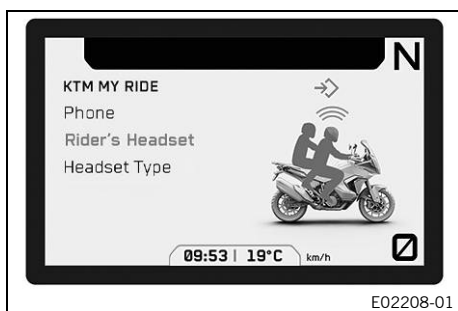 N
KTM MY RIDE
Phone
Rider's Headset
Headset Type
09:53 | 19°C km/h
0
E02208-01